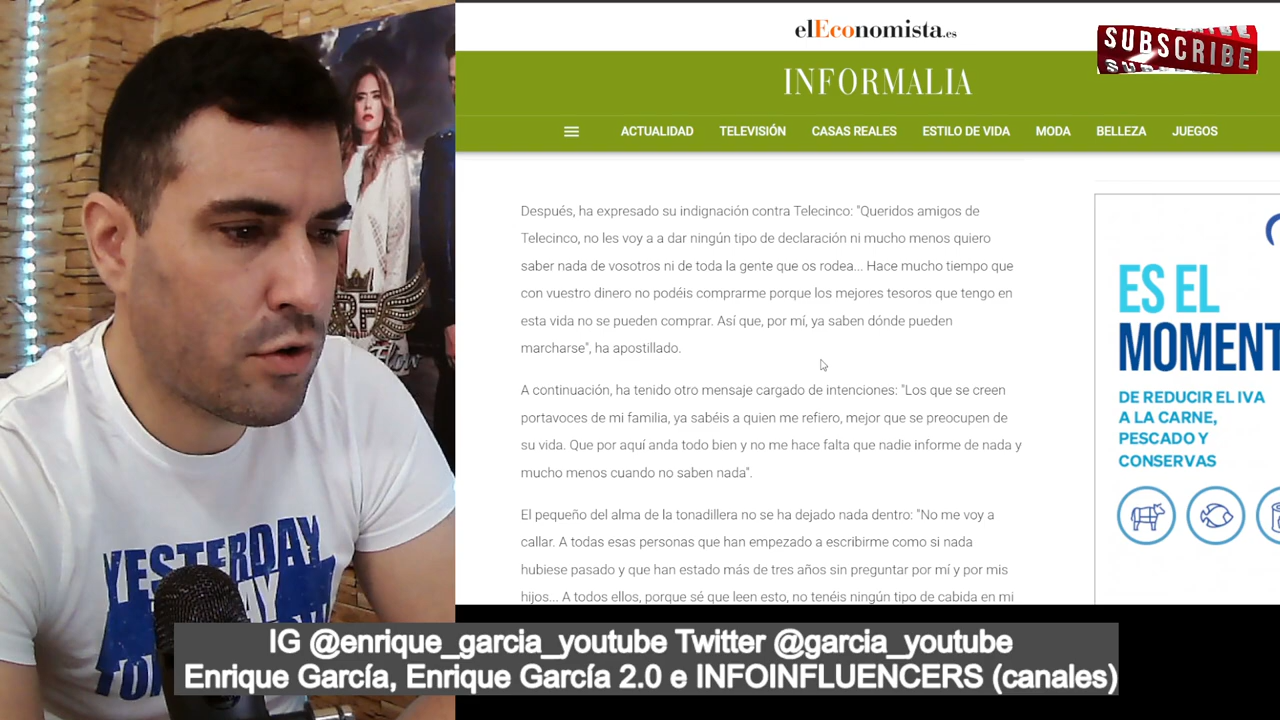 elEconomista.es
SUBSCRIBE
INFORMALIA
ACTUALIDAD TELEVISIÓN CASAS REALES ESTILO DE VIDA MODA BELLEZA JUEGOS
Después, ha expresado su indignación contra Telecinco: "Queridos amigos de
Telecinco, no les voy a a dar ningún tipo de declaración ni mucho menos quiero
saber nada de vosotros ni de toda la gente que os rodea... Hace mucho tiempo que
con vuestro dinero no podéis comprarme porque los mejores tesoros que tengo en
esta vida no se pueden comprar. Así que, por mí, ya saben dónde pueden
marcharse", ha apostillado.
A continuación, ha tenido otro mensaje cargado de intenciones: "Los que se creen
portavoces de mi familia, ya sabéis a quien me refiero, mejor que se preocupen de
su vida. Que por aquí anda todo bien y no me hace falta que nadie informe de nada y
mucho menos cuando no saben nada".
El pequeño del alma de la tonadillera no se ha dejado nada dentro: "No me voy a
callar. A todas esas personas que han empezado a escribirme como si nada
hubiese pasado y que han estado más de tres años sin preguntar por mí y por mis
hijos... A todos ellos, porque sé que leen esto, no tenéis ningún tipo de cabida en mi
ES EL
MOMENT
DE REDUCIR EL IVA
A LA CARNE,
PESCADO Y
CONSERVAS
RF
Flow
YESTERDAY
IG @enrique_garcia_youtube Twitter @garcia_youtube
Enrique García, Enrique García 2.0 e INFOINFLUENCERS (canales)